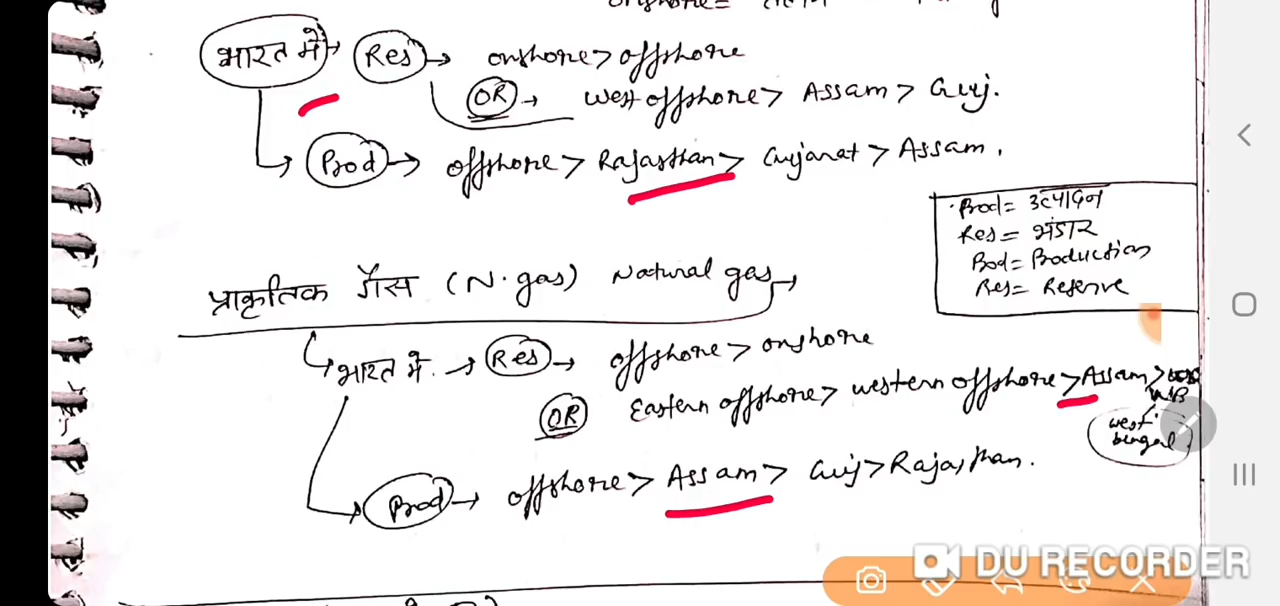 भारत में → Res → onshore > offshore
OR → West offshore > Assam > Guj.
Prod → offshore > Rajasthan > Gujarat > Assam.
Prod = उत्पादन
Res = भंडार
Prod = Production
Res = Reserve
प्राकृतिक गैस (N. gas) Natural gas →
भारत में. → Res → offshore > onshore
OR Eastern offshore > western offshore > Assam >
WB
west bengal
Prod → offshore > Assam > Guj > Rajasthan.
DU RECORDER